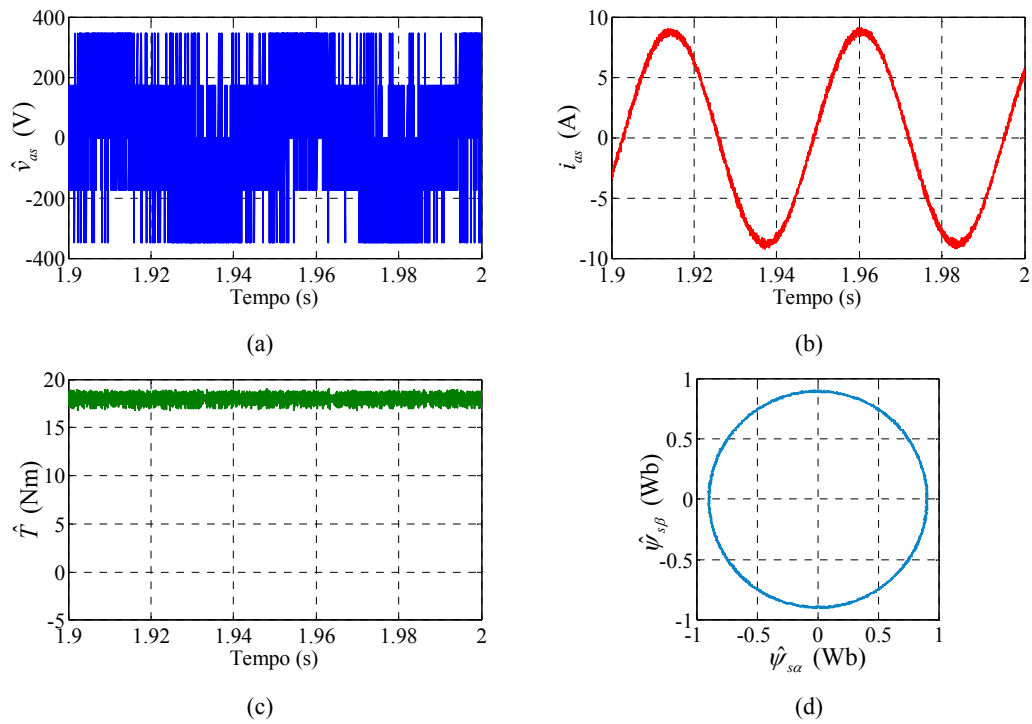 400
200
0
-200
-400
v̂as (V)
1.9 1.92 1.94 1.96 1.98 2
Tempo (s)
(a)
10
5
0
-5
-10
ias (A)
1.9 1.92 1.94 1.96 1.98 2
Tempo (s)
(b)
20
15
10
5
0
-5
T̂ (Nm)
1.9 1.92 1.94 1.96 1.98 2
Tempo (s)
(c)
1
0.5
0
-0.5
-1
ψ̂sβ (Wb)
-1 -0.5 0 0.5 1
ψ̂sα (Wb)
(d)